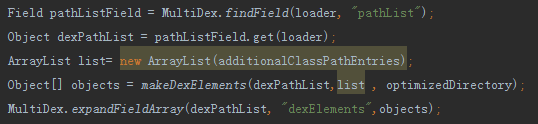 Field pathListField = MultiDex.findField(loader, "pathList");
Object dexPathList = pathListField.get(loader);
ArrayList list= new ArrayList(additionalClassPathEntries);
Object[] objects = makeDexElements(dexPathList,list , optimizedDirectory);
MultiDex.expandFieldArray(dexPathList, "dexElements",objects);